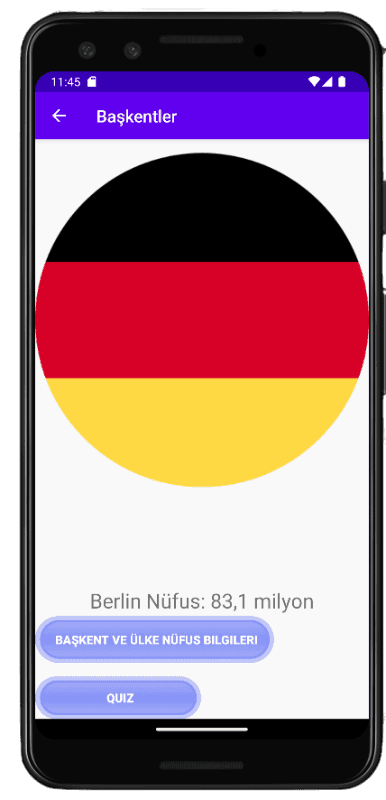 11:45
Başkentler
Berlin Nüfus: 83,1 milyon
BAŞKENT VE ÜLKE NÜFUS BILGILERI
QUIZ